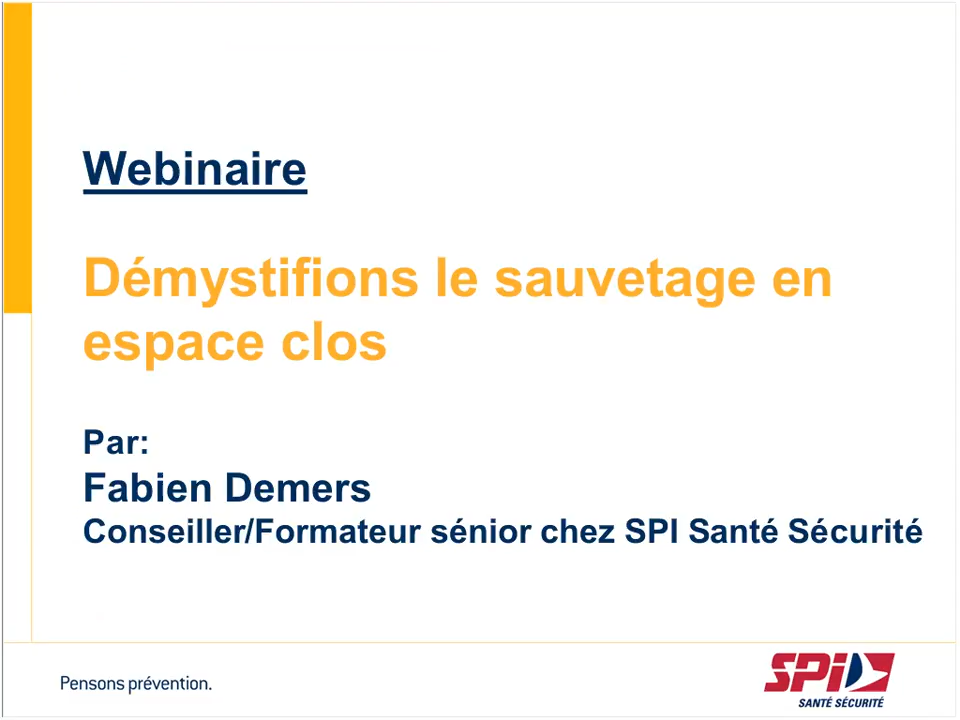 Webinaire
Démystifions le sauvetage en
espace clos
Par:
Fabien Demers
Conseiller/Formateur sénior chez SPI Santé Sécurité
Pensons prévention.
SPI
SANTÉ SÉCURITÉ